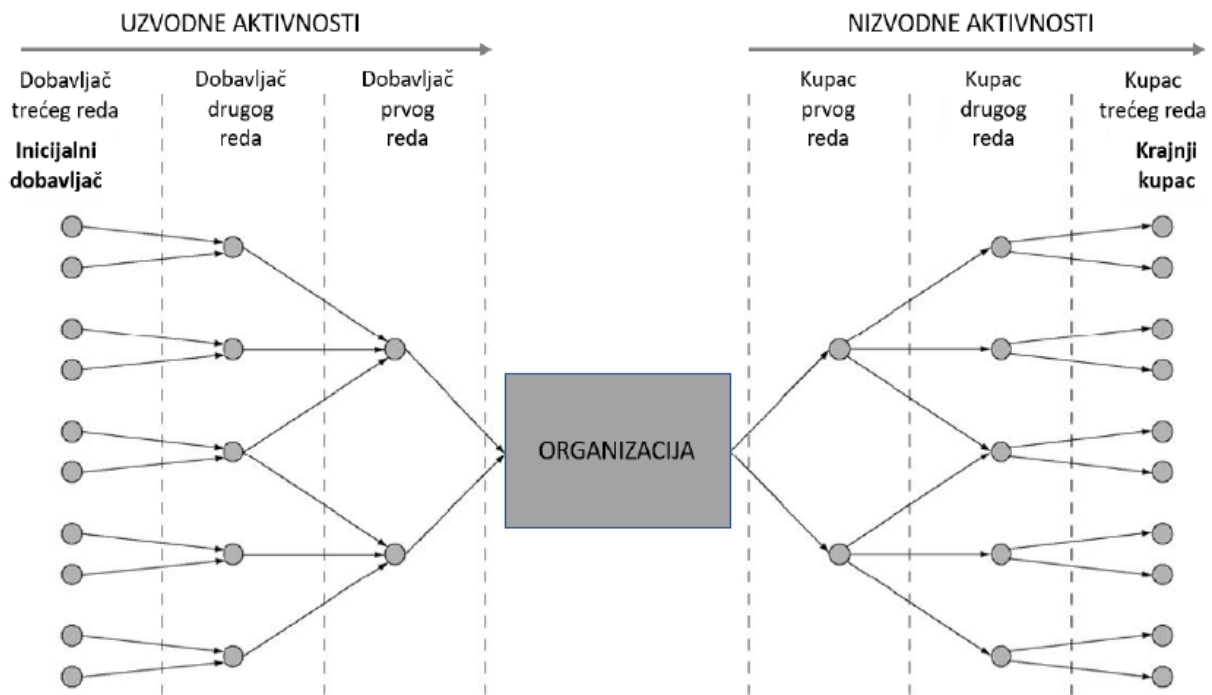 UZVODNE AKTIVNOSTI
NIZVODNE AKTIVNOSTI
Dobavljač
trećeg reda
Inicijalni
dobavljač
Dobavljač
drugog
reda
Dobavljač
prvog
reda
Kupac
prvog
reda
Kupac
drugog
reda
Kupac
trećeg reda
Krajnji
kupac
ORGANIZACIJA